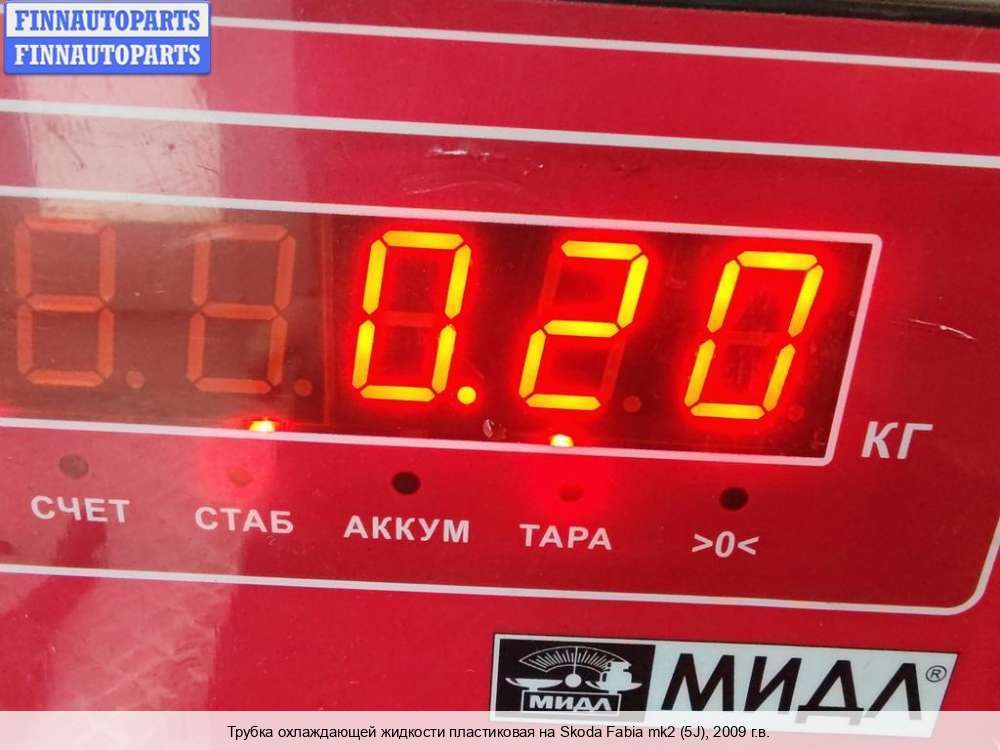 FINNAUTOPARTS
FINNAUTOPARTS
0.20
КГ
СЧЕТ СТАБ АККУМ ТАРА >0<
МИДЛ МИДЛ®
Трубка охлаждающей жидкости пластиковая на Skoda Fabia mk2 (5J), 2009 г.в.